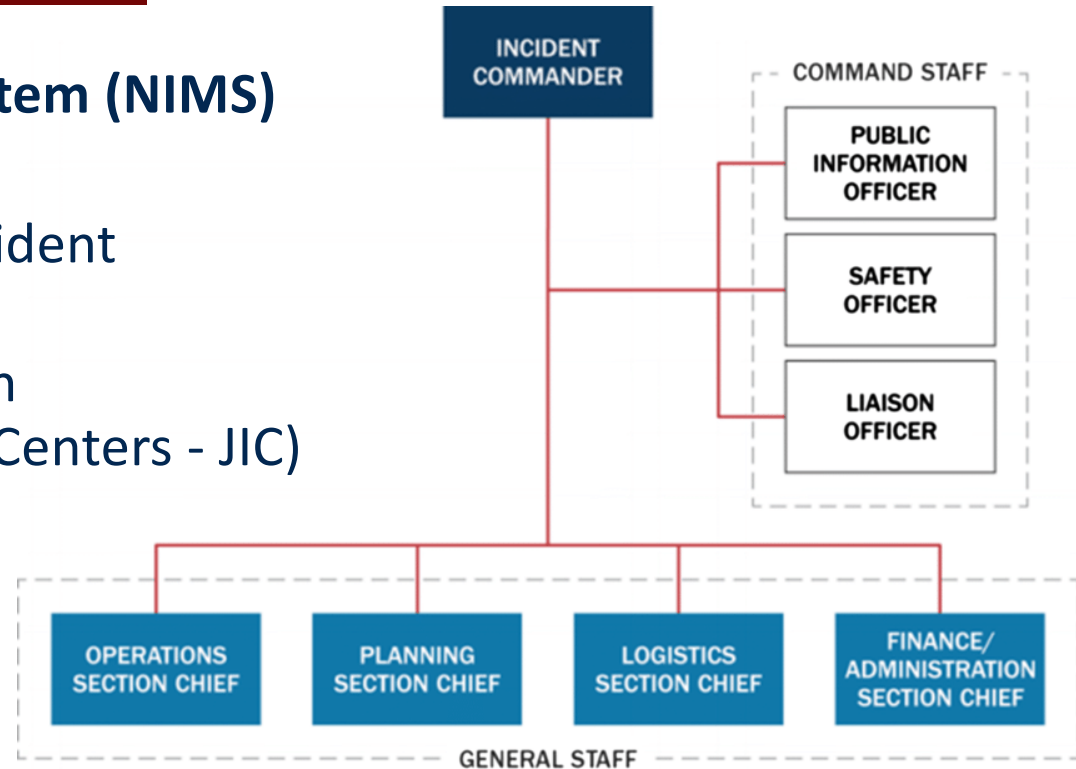 tem (NIMS)
ident
n
Centers - JIC)
INCIDENT
COMMANDER
COMMAND STAFF
PUBLIC
INFORMATION
OFFICER
SAFETY
OFFICER
LIAISON
OFFICER
OPERATIONS
SECTION CHIEF
PLANNING
SECTION CHIEF
LOGISTICS
SECTION CHIEF
FINANCE/
ADMINISTRATION
SECTION CHIEF
GENERAL STAFF